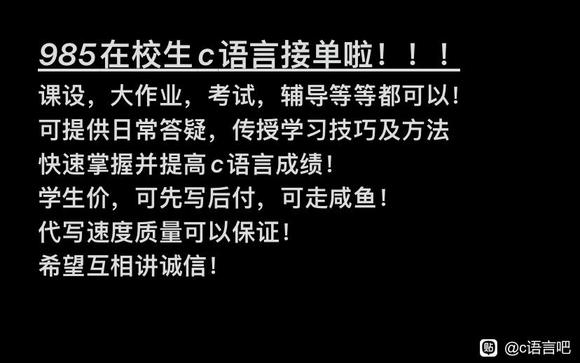 985在校生c语言接单啦！！！
课设，大作业，考试，辅导等等都可以！
可提供日常答疑，传授学习技巧及方法
快速掌握并提高c语言成绩！
学生价，可先写后付，可走咸鱼！
代写速度质量可以保证！
希望互相讲诚信！
贴 @c语言吧